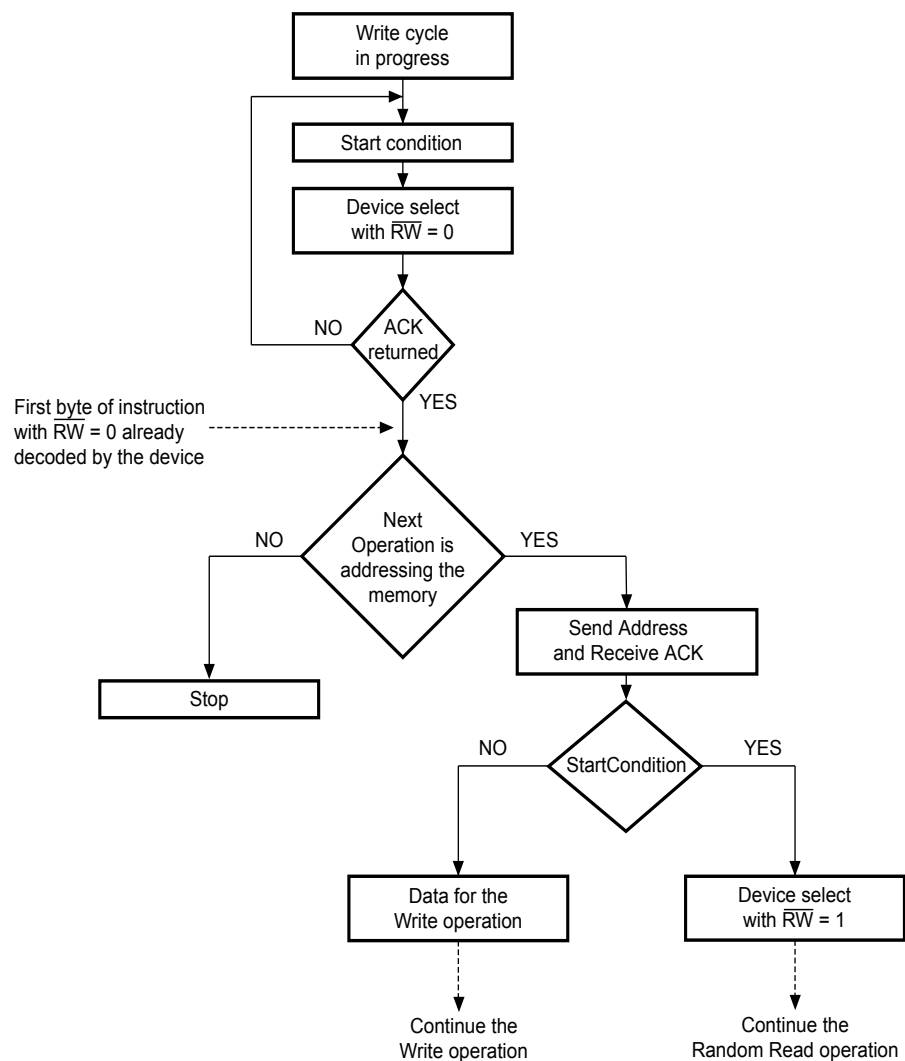 Write cycle
in progress
Start condition
Device select
with R̅W̅ = 0
NO
ACK
returned
YES
First byte of instruction
with R̅W̅ = 0 already
decoded by the device
NO
Next
Operation is
addressing the
memory
YES
Send Address
and Receive ACK
Stop
NO
StartCondition
YES
Data for the
Write operation
Device select
with R̅W̅ = 1
Continue the
Write operation
Continue the
Random Read operation